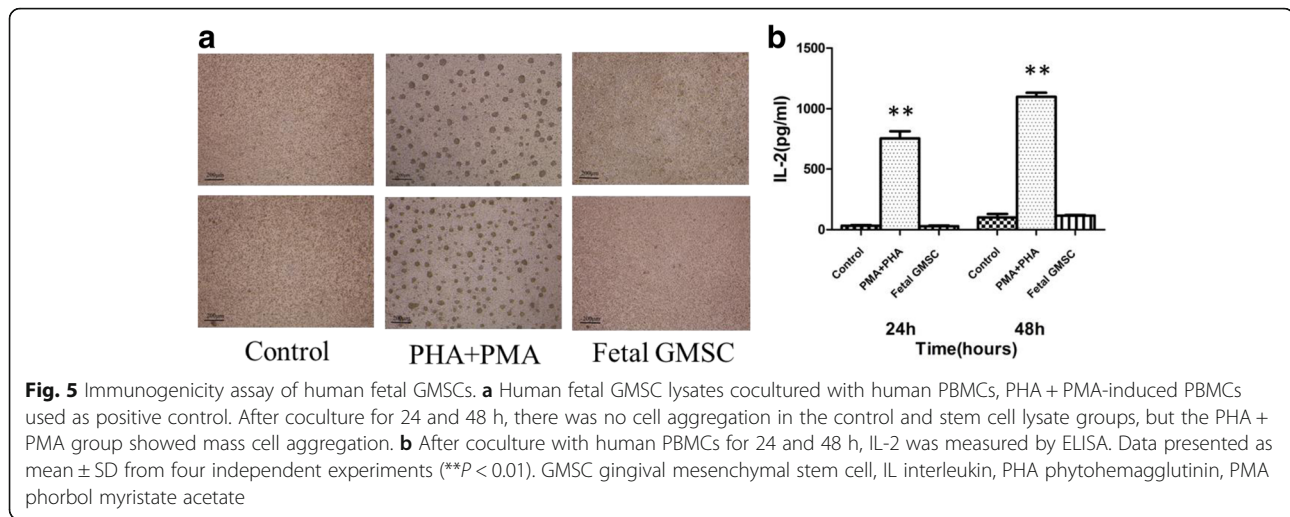 a
200μm
200μm
200μm
200μm
200μm
200μm
Control
PHA+PMA
Fetal GMSC
b
1500
1000
500
0
IL-2(pg/ml)
**
**
Control
PMA+PHA
Fetal GMSC
Control
PMA+PHA
Fetal GMSC
24h
48h
Time(hours)
Fig. 5 Immunogenicity assay of human fetal GMSCs. a Human fetal GMSC lysates cocultured with human PBMCs, PHA + PMA-induced PBMCs
used as positive control. After coculture for 24 and 48 h, there was no cell aggregation in the control and stem cell lysate groups, but the PHA +
PMA group showed mass cell aggregation. b After coculture with human PBMCs for 24 and 48 h, IL-2 was measured by ELISA. Data presented as
mean ± SD from four independent experiments (**P < 0.01). GMSC gingival mesenchymal stem cell, IL interleukin, PHA phytohemagglutinin, PMA
phorbol myristate acetate